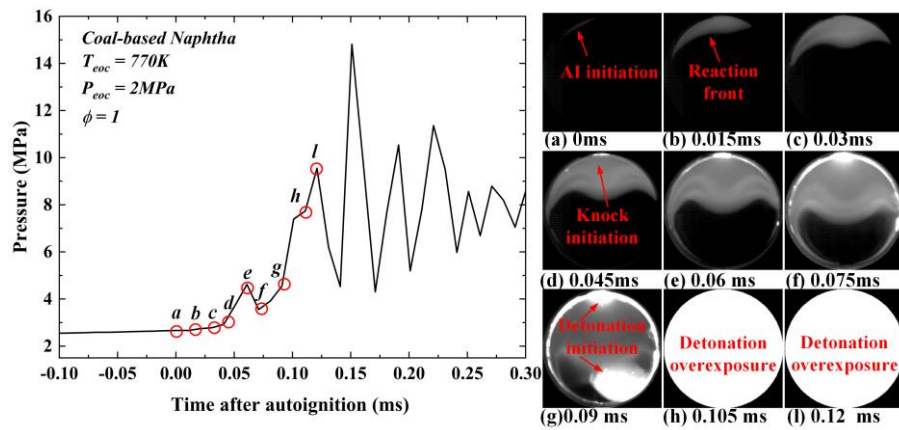 Coal-based Naphtha
T_eoc = 770K
P_eoc = 2MPa
ϕ = 1
Pressure (MPa)
16
14
12
10
8
6
4
2
a
b
c
d
e
f
g
h
l
-0.10
-0.05
0.00
0.05
0.10
0.15
0.20
0.25
0.30
Time after autoignition (ms)
AI initiation
(a) 0ms
Reaction
front
(b) 0.015ms
(c) 0.03ms
Knock
initiation
(d) 0.045ms
(e) 0.06 ms
(f) 0.075ms
Detonation
initiation
(g) 0.09 ms
Detonation
overexposure
(h) 0.105 ms
Detonation
overexposure
(l) 0.12 ms